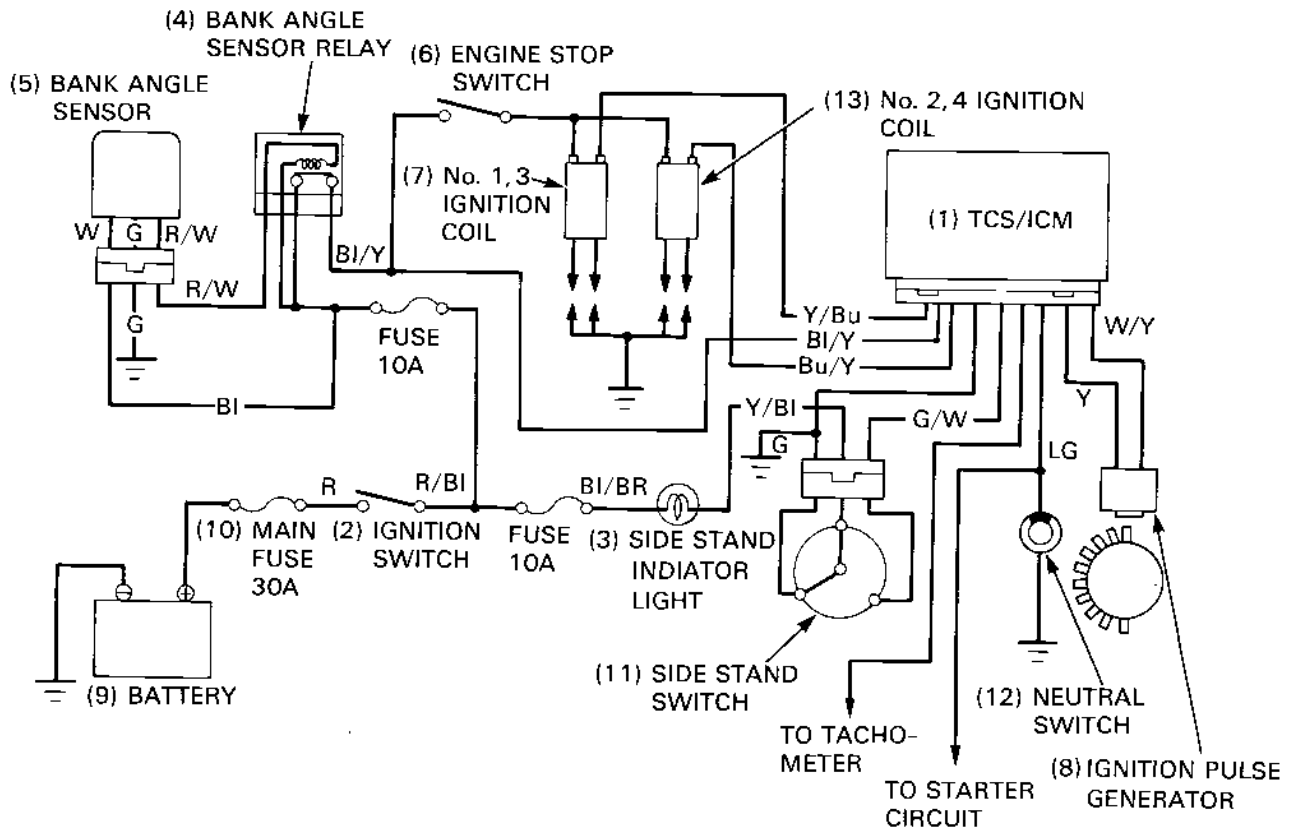 (4) BANK ANGLE
SENSOR RELAY
(6) ENGINE STOP
SWITCH
(5) BANK ANGLE
SENSOR
(13) No. 2, 4 IGNITION
COIL
(7) No. 1, 3
IGNITION
COIL
(1) TCS/ICM
W G R/W
Bl/Y
R/W
G
FUSE
10A
Y/Bu
Bl/Y
Bu/Y
W/Y
Bl
Y/Bl
G/W
Y
G
LG
R
R/Bl
Bl/BR
(10) MAIN
FUSE
30A
(2) IGNITION
SWITCH
FUSE
10A
(3) SIDE STAND
INDIATOR
LIGHT
(9) BATTERY
(11) SIDE STAND
SWITCH
(12) NEUTRAL
SWITCH
TO TACHO-
METER
TO STARTER
CIRCUIT
(8) IGNITION PULSE
GENERATOR